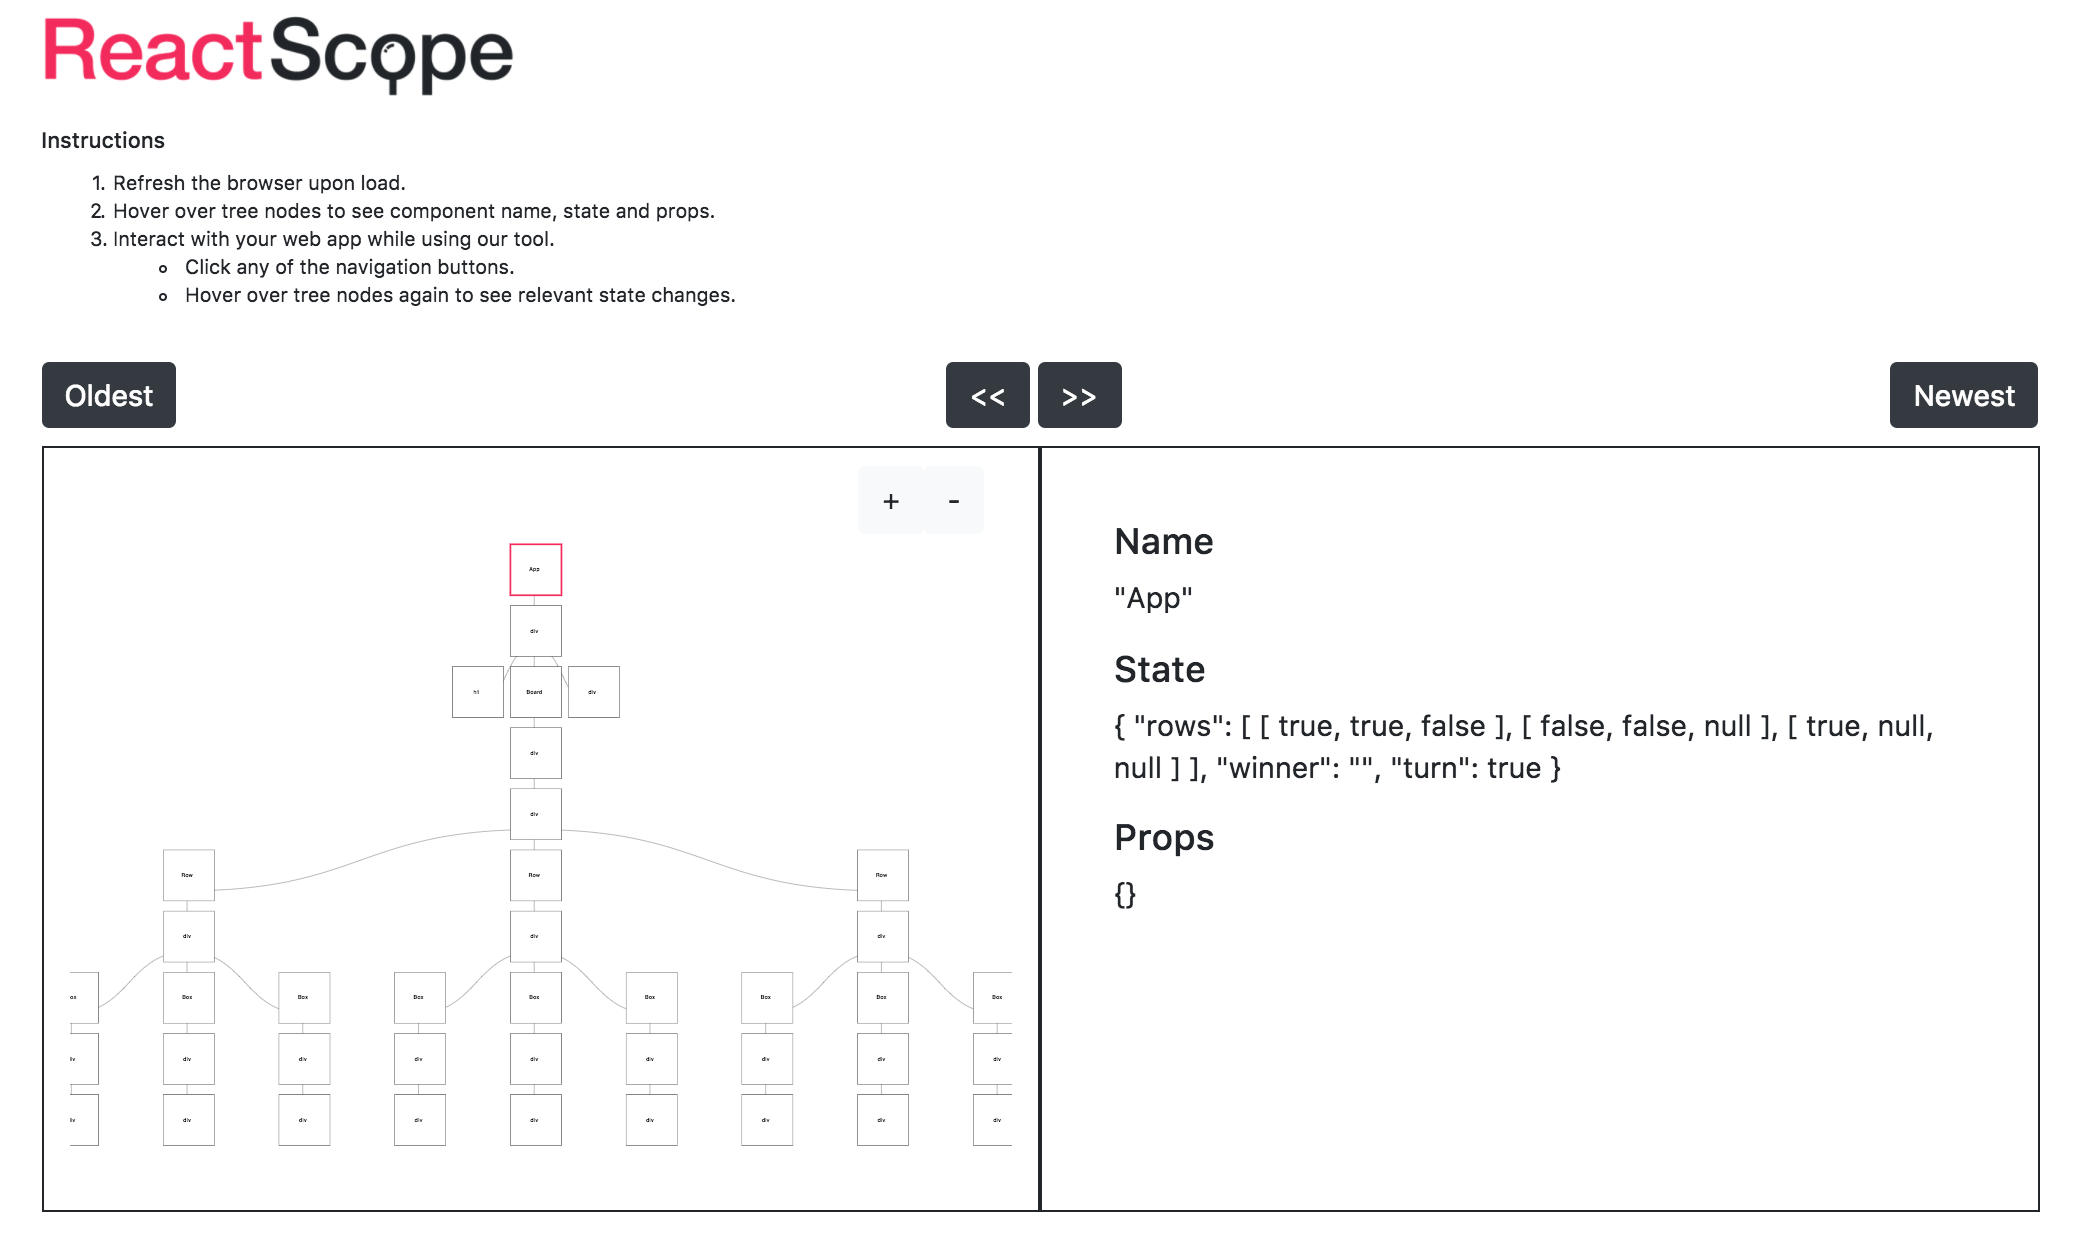 ReactScope
Instructions
1. Refresh the browser upon load.
2. Hover over tree nodes to see component name, state and props.
3. Interact with your web app while using our tool.
Click any of the navigation buttons.
Hover over tree nodes again to see relevant state changes.
Oldest
<< >>
Newest
+ -
App
div
h1 Board div
div
div
Row Row Row
div div div
ox Box Box Box Box Box Box Box Box
iv div div div div div div div div
iv div div div div div div div div
Name
"App"
State
{ "rows": [ [ true, true, false ], [ false, false, null ], [ true, null,
null ] ], "winner": "", "turn": true }
Props
{}